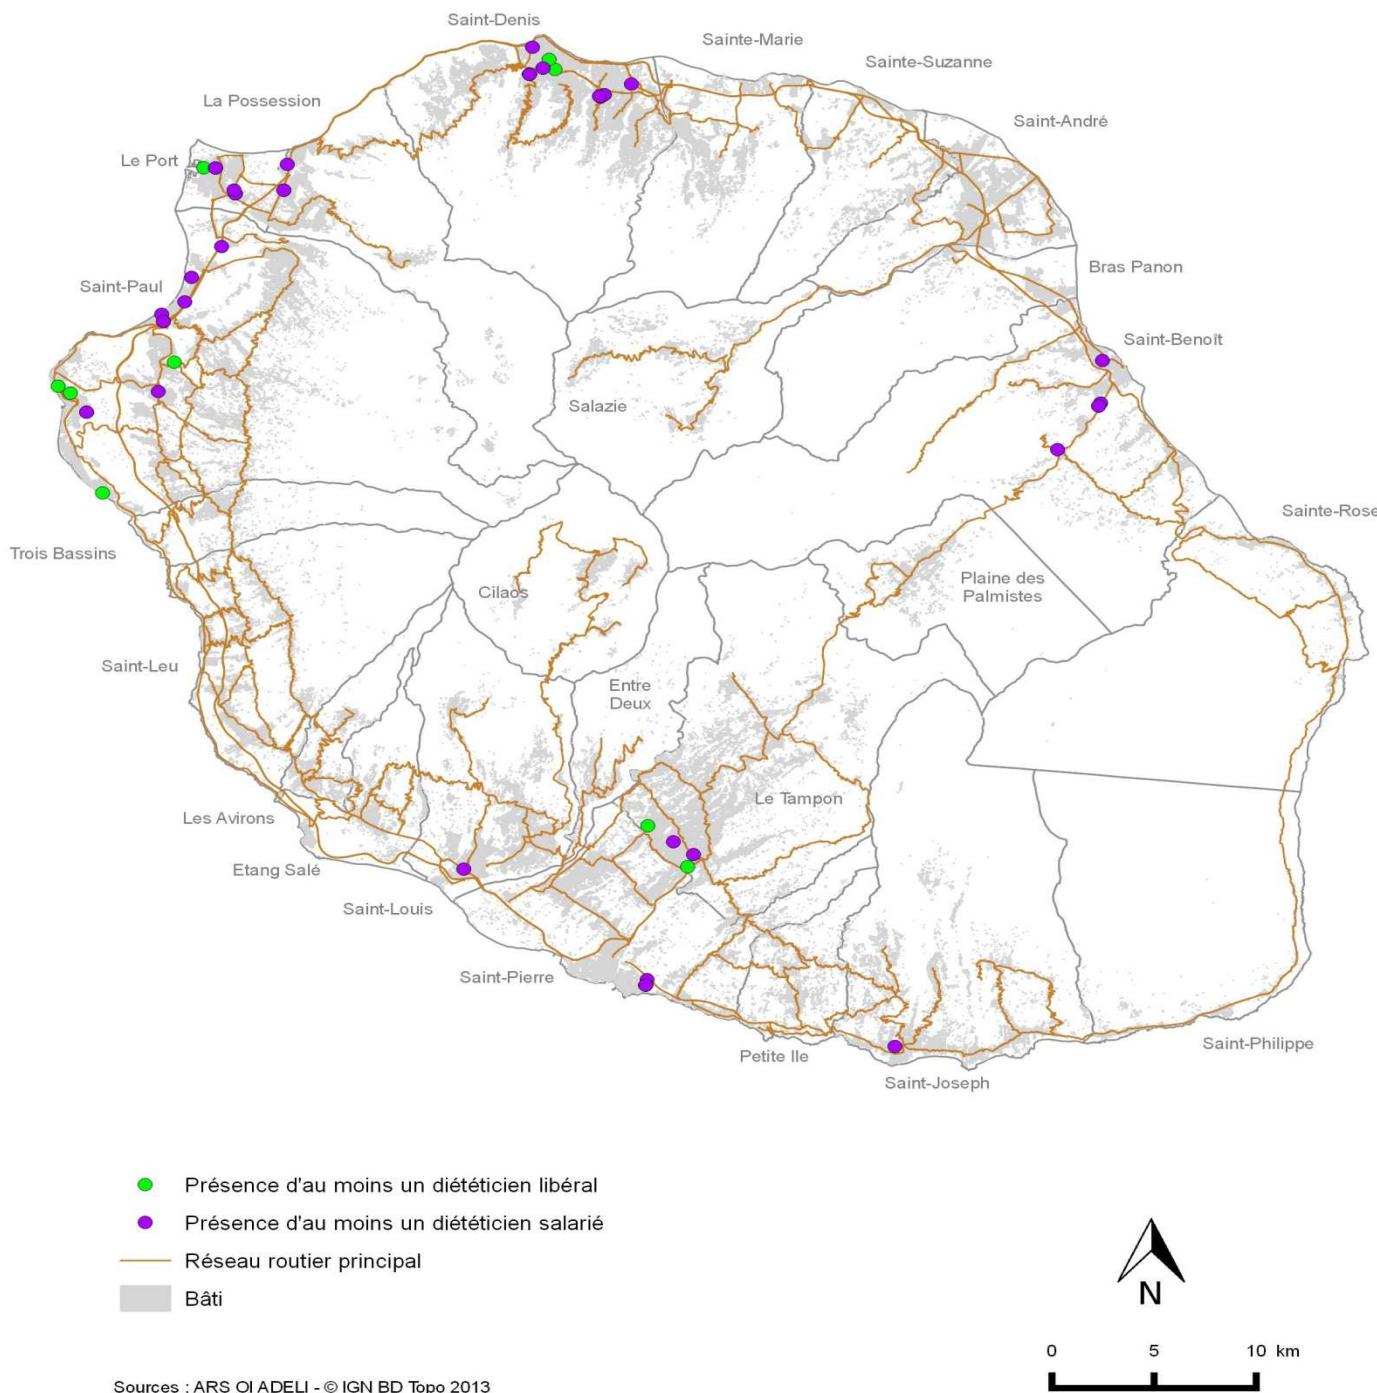 Saint-Denis
Sainte-Marie
Sainte-Suzanne
La Possession
Saint-André
Le Port
Bras Panon
Saint-Paul
Saint-Benoît
Salazie
Sainte-Rose
Trois Bassins
Plaine des
Palmistes
Cilaos
Saint-Leu
Entre
Deux
Le Tampon
Les Avirons
Etang Salé
Saint-Louis
Saint-Pierre
Saint-Philippe
Petite Ile
Saint-Joseph
Présence d'au moins un diététicien libéral
Présence d'au moins un diététicien salarié
Réseau routier principal
Bâti
N
0 5 10 km
Sources : ARS OI ADELI - © IGN BD Topo 2013